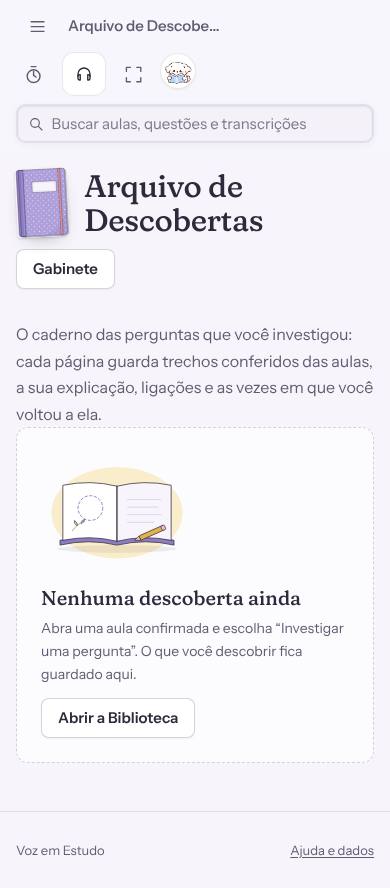 Arquivo de Descobe...
Buscar aulas, questões e transcrições
Arquivo de
Descobertas
Gabinete
O caderno das perguntas que você investigou:
cada página guarda trechos conferidos das aulas,
a sua explicação, ligações e as vezes em que você
voltou a ela.
Nenhuma descoberta ainda
Abra uma aula confirmada e escolha “Investigar
uma pergunta”. O que você descobrir fica
guardado aqui.
Abrir a Biblioteca
Voz em Estudo
Ajuda e dados